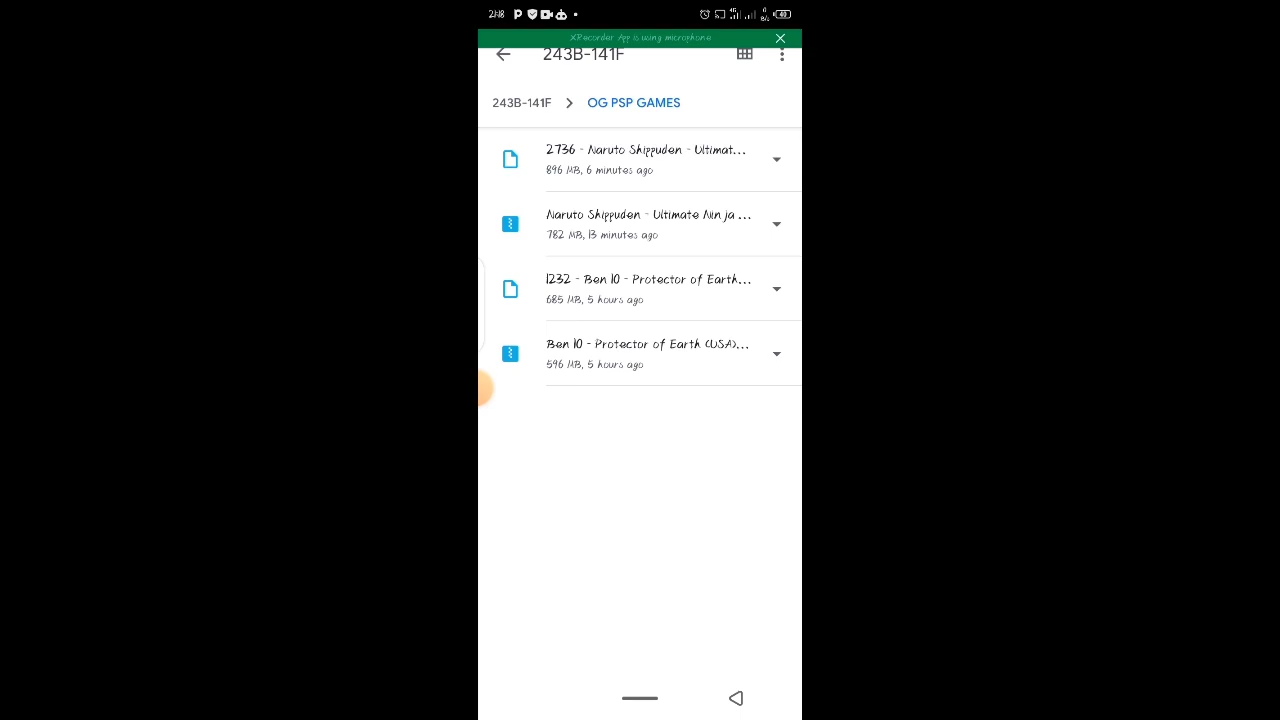 2:48
XRecorder App is using microphone
243B-141F
243B-141F > OG PSP GAMES
2736 - Naruto Shippuden - Ultimat...
896 MB, 6 minutes ago
Naruto Shippuden - Ultimate Ninja ...
782 MB, 13 minutes ago
1232 - Ben 10 - Protector of Earth...
685 MB, 5 hours ago
Ben 10 - Protector of Earth (USA)...
596 MB, 5 hours ago